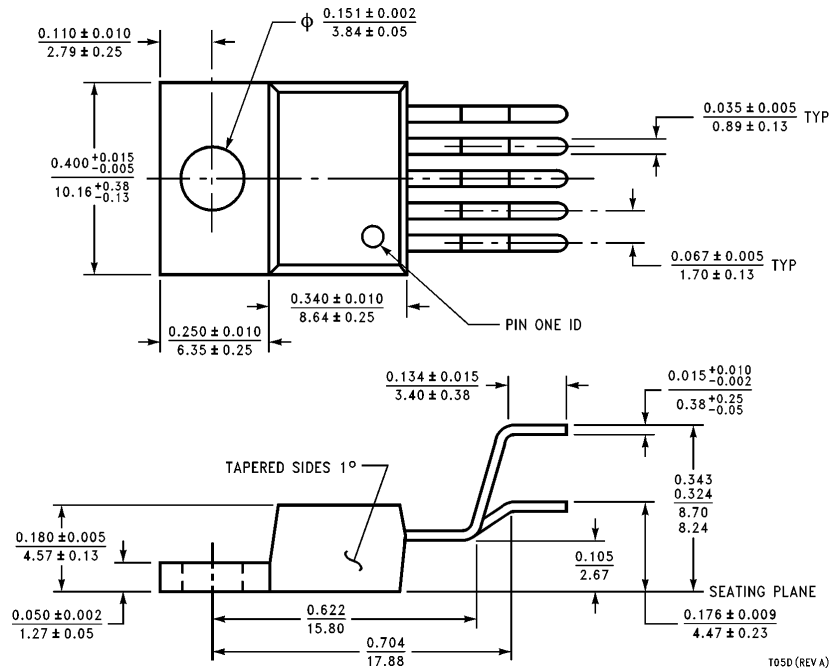 ϕ 0.151 ± 0.002
3.84 ± 0.05
0.110 ± 0.010
2.79 ± 0.25
0.035 ± 0.005
0.89 ± 0.13
TYP
0.400 +0.015 -0.005
10.16 +0.38 -0.13
0.067 ± 0.005
1.70 ± 0.13
TYP
0.340 ± 0.010
8.64 ± 0.25
PIN ONE ID
0.250 ± 0.010
6.35 ± 0.25
0.134 ± 0.015
3.40 ± 0.38
0.015 +0.010 -0.002
0.38 +0.25 -0.05
TAPERED SIDES 1°
0.343
0.324
8.70
8.24
0.180 ± 0.005
4.57 ± 0.13
0.105
2.67
SEATING PLANE
0.050 ± 0.002
1.27 ± 0.05
0.622
15.80
0.176 ± 0.009
4.47 ± 0.23
0.704
17.88
T05D (REV A)